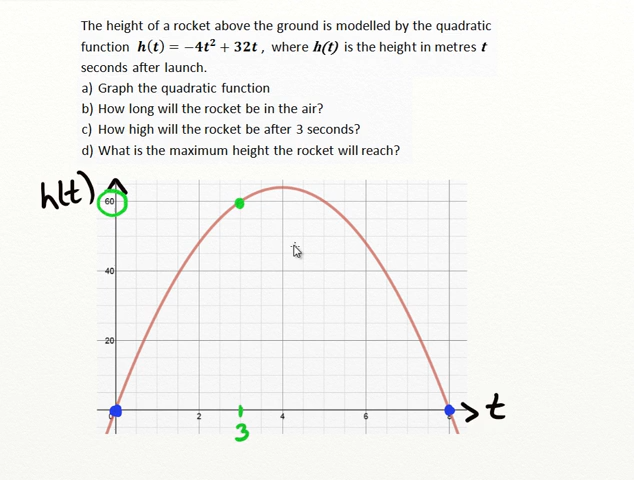 The height of a rocket above the ground is modelled by the quadratic
function h(t) = −4t² + 32t , where h(t) is the height in metres t
seconds after launch.
a) Graph the quadratic function
b) How long will the rocket be in the air?
c) How high will the rocket be after 3 seconds?
d) What is the maximum height the rocket will reach?
h(t)
60
40
20
0 2 4 6 8
t
3